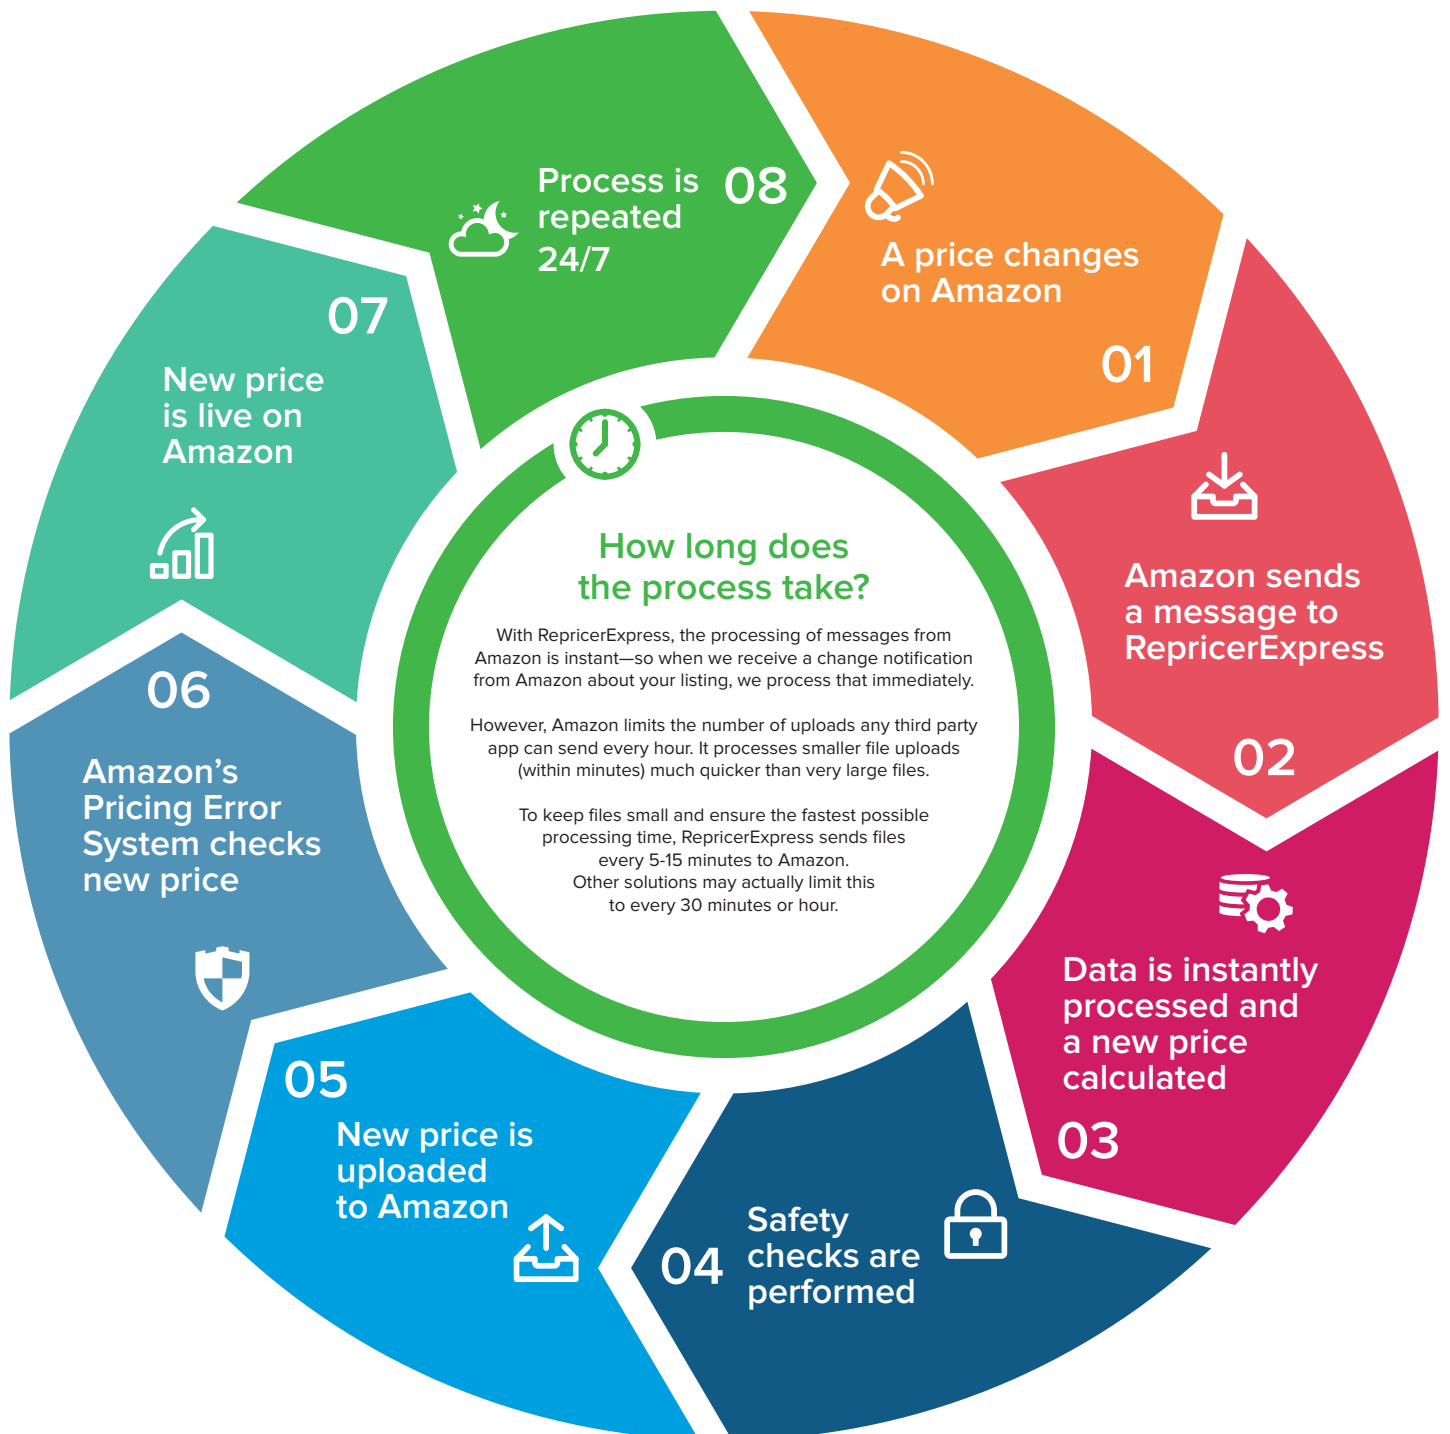 A price changes
on Amazon
01
Amazon sends
a message to
RepricerExpress
02
Data is instantly
processed and
a new price
calculated
03
Safety
checks are
performed
04
05
New price is
uploaded
to Amazon
06
Amazon's
Pricing Error
System checks
new price
07
New price
is live on
Amazon
Process is
repeated
24/7
08
How long does
the process take?
With RepricerExpress, the processing of messages from
Amazon is instant—so when we receive a change notification
from Amazon about your listing, we process that immediately.
However, Amazon limits the number of uploads any third party
app can send every hour. It processes smaller file uploads
(within minutes) much quicker than very large files.
To keep files small and ensure the fastest possible
processing time, RepricerExpress sends files
every 5-15 minutes to Amazon.
Other solutions may actually limit this
to every 30 minutes or hour.